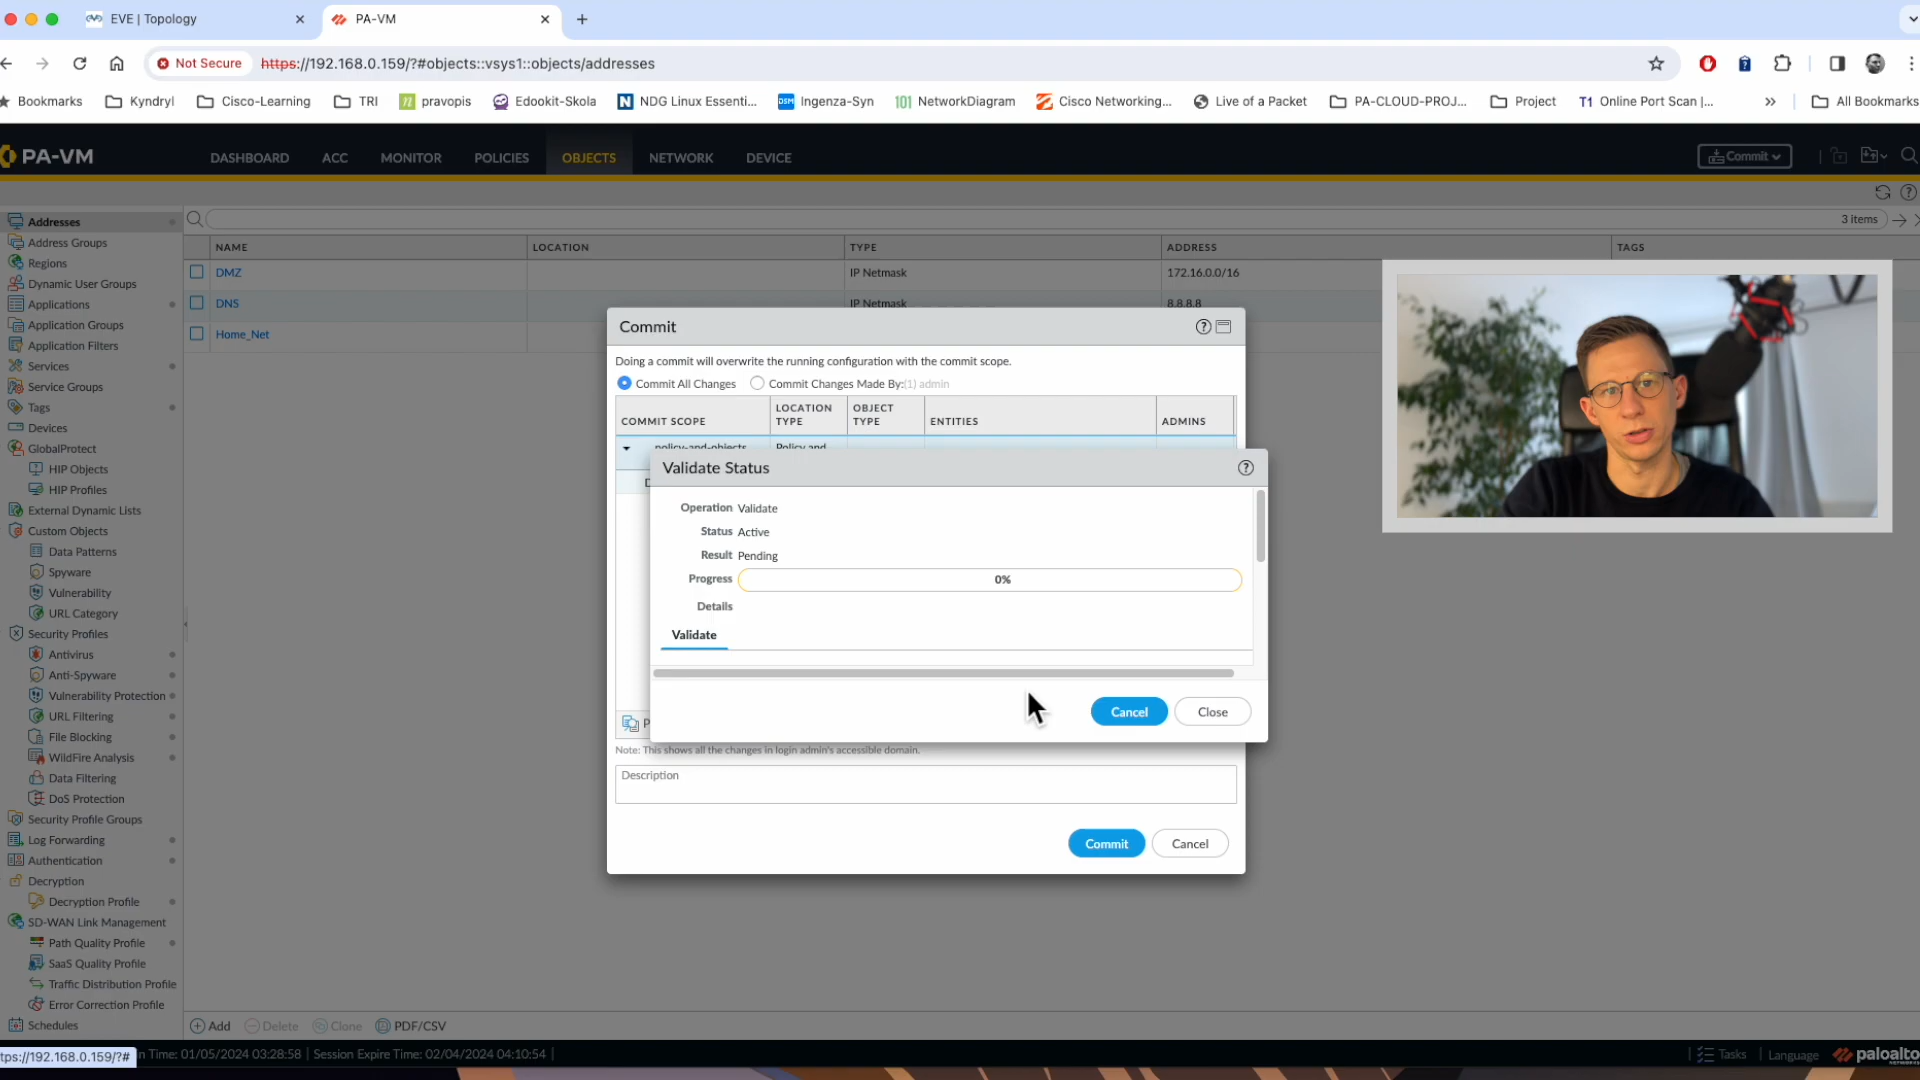 EVE | Topology
PA-VM
Not Secure
https://192.168.0.159/?#objects::vsys1::objects/addresses
Bookmarks
Kyndryl
Cisco-Learning
TRI
pravopis
Edookit-Skola
NDG Linux Essenti...
DSM
Ingenza-Syn
101
NetworkDiagram
Cisco Networking...
Live of a Packet
PA-CLOUD-PROJ...
Project
T1
Online Port Scan |...
All Bookmarks
PA-VM
DASHBOARD
ACC
MONITOR
POLICIES
OBJECTS
NETWORK
DEVICE
Commit
Addresses
Address Groups
Regions
Dynamic User Groups
Applications
Application Groups
Application Filters
Services
Service Groups
Tags
Devices
GlobalProtect
HIP Objects
HIP Profiles
External Dynamic Lists
Custom Objects
Data Patterns
Spyware
Vulnerability
URL Category
Security Profiles
Antivirus
Anti-Spyware
Vulnerability Protection
URL Filtering
File Blocking
WildFire Analysis
Data Filtering
DoS Protection
Security Profile Groups
Log Forwarding
Authentication
Decryption
Decryption Profile
SD-WAN Link Management
Path Quality Profile
SaaS Quality Profile
Traffic Distribution Profile
Error Correction Profile
Schedules
3 items
NAME
LOCATION
TYPE
ADDRESS
TAGS
DMZ
IP Netmask
172.16.0.0/16
DNS
IP Netmask
8.8.8.8
Home_Net
Commit
Doing a commit will overwrite the running configuration with the commit scope.
Commit All Changes
Commit Changes Made By:(1) admin
COMMIT SCOPE
LOCATION TYPE
OBJECT TYPE
ENTITIES
ADMINS
policy-and-objects
Policy and
Validate Status
Operation Validate
Status Active
Result Pending
Progress 0%
Details
Validate
Cancel
Close
Note: This shows all the changes in login admin's accessible domain.
Description
Commit
Cancel
Add
Delete
Clone
PDF/CSV
tps://192.168.0.159/?#
n Time: 01/05/2024 03:28:58
Session Expire Time: 02/04/2024 04:10:54
Tasks
Language
paloalto